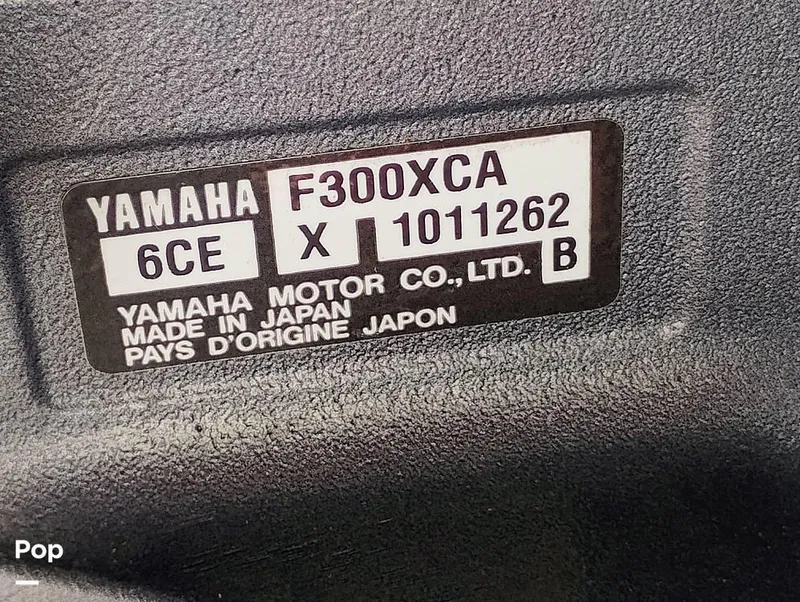 YAMAHA F300XCA
6CE X 1011262
B
YAMAHA MOTOR CO.,LTD.
MADE IN JAPAN
PAYS D'ORIGINE JAPON
Pop